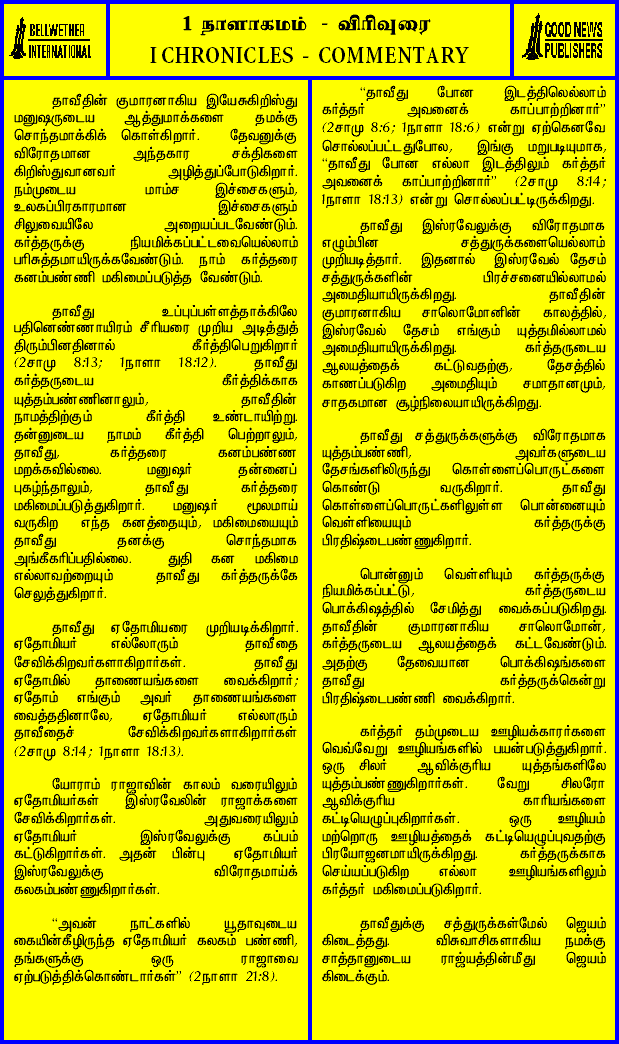 BELLWETHER
INTERNATIONAL
1 நாளாகமம் - விரிவுரை
I CHRONICLES - COMMENTARY
GOOD NEWS
PUBLISHERS
தாவீதின் குமாரனாகிய இயேசுகிறிஸ்து
மனுஷருடைய ஆத்துமாக்களை தமக்கு
சொந்தமாக்கிக் கொள்கிறார். தேவனுக்கு
விரோதமான அந்தகார சக்திகளை
கிறிஸ்துவானவர் அழித்துப்போடுகிறார்.
நம்முடைய மாம்ச இச்சைகளும்,
உலகப்பிரகாரமான இச்சைகளும்
சிலுவையிலே அறையப்படவேண்டும்.
கர்த்தருக்கு நியமிக்கப்பட்டவையெல்லாம்
பரிசுத்தமாயிருக்கவேண்டும். நாம் கர்த்தரை
கனம்பண்ணி மகிமைப்படுத்த வேண்டும்.
தாவீது உப்புப்பள்ளத்தாக்கிலே
பதினெண்ணாயிரம் சீரியரை முறிய அடித்துத்
திரும்பினதினால் கீர்த்திபெறுகிறார்
(2சாமு 8:13; 1நாளா 18:12). தாவீது
கர்த்தருடைய கீர்த்திக்காக
யுத்தம்பண்ணினாலும், தாவீதின்
நாமத்திற்கும் கீர்த்தி உண்டாயிற்று.
தன்னுடைய நாமம் கீர்த்தி பெற்றாலும்,
தாவீது, கர்த்தரை கனம்பண்ண
மறக்கவில்லை. மனுஷர் தன்னைப்
புகழ்ந்தாலும், தாவீது கர்த்தரை
மகிமைப்படுத்துகிறார். மனுஷர் மூலமாய்
வருகிற எந்த கனத்தையும், மகிமையையும்
தாவீது தனக்கு சொந்தமாக
அங்கீகரிப்பதில்லை. துதி கன மகிமை
எல்லாவற்றையும் தாவீது கர்த்தருக்கே
செலுத்துகிறார்.
தாவீது ஏதோமியரை முறியடிக்கிறார்.
ஏதோமியர் எல்லோரும் தாவீதை
சேவிக்கிறவர்களாகிறார்கள். தாவீது
ஏதோமில் தாணையங்களை வைக்கிறார்;
ஏதோம் எங்கும் அவர் தாணையங்களை
வைத்ததினாலே, ஏதோமியர் எல்லாரும்
தாவீதைச் சேவிக்கிறவர்களாகிறார்கள்
(2சாமு 8:14; 1நாளா 18:13).
யோராம் ராஜாவின் காலம் வரையிலும்
ஏதோமியர்கள் இஸ்ரவேலின் ராஜாக்களை
சேவிக்கிறார்கள். அதுவரையிலும்
ஏதோமியர் இஸ்ரவேலுக்கு கப்பம்
கட்டுகிறார்கள். அதன் பின்பு ஏதோமியர்
இஸ்ரவேலுக்கு விரோதமாய்க்
கலகம்பண்ணுகிறார்கள்.
“அவன் நாட்களில் யூதாவுடைய
கையின்கீழிருந்த ஏதோமியர் கலகம் பண்ணி,
தங்களுக்கு ஒரு ராஜாவை
ஏற்படுத்திக்கொண்டார்கள்” (2நாளா 21:8).
“தாவீது போன இடத்திலெல்லாம்
கர்த்தர் அவனைக் காப்பாற்றினார்”
(2சாமு 8:6; 1நாளா 18:6) என்று ஏற்கெனவே
சொல்லப்பட்டதுபோல, இங்கு மறுபடியுமாக,
“தாவீது போன எல்லா இடத்திலும் கர்த்தர்
அவனைக் காப்பாற்றினார்” (2சாமு 8:14;
1நாளா 18:13) என்று சொல்லப்பட்டிருக்கிறது.
தாவீது இஸ்ரவேலுக்கு விரோதமாக
எழும்பின சத்துருக்களையெல்லாம்
முறியடித்தார். இதனால் இஸ்ரவேல் தேசம்
சத்துருக்களின் பிரச்சனையில்லாமல்
அமைதியாயிருக்கிறது. தாவீதின்
குமாரனாகிய சாலொமோனின் காலத்தில்,
இஸ்ரவேல் தேசம் எங்கும் யுத்தமில்லாமல்
அமைதியாயிருக்கிறது. கர்த்தருடைய
ஆலயத்தைக் கட்டுவதற்கு, தேசத்தில்
காணப்படுகிற அமைதியும் சமாதானமும்,
சாதகமான சூழ்நிலையாயிருக்கிறது.
தாவீது சத்துருக்களுக்கு விரோதமாக
யுத்தம்பண்ணி, அவர்களுடைய
தேசங்களிலிருந்து கொள்ளைப்பொருட்களை
கொண்டு வருகிறார். தாவீது
கொள்ளைப்பொருட்களிலுள்ள பொன்னையும்
வெள்ளியையும் கர்த்தருக்கு
பிரதிஷ்டைபண்ணுகிறார்.
பொன்னும் வெள்ளியும் கர்த்தருக்கு
நியமிக்கப்பட்டு, கர்த்தருடைய
பொக்கிஷத்தில் சேமித்து வைக்கப்படுகிறது.
தாவீதின் குமாரனாகிய சாலொமோன்,
கர்த்தருடைய ஆலயத்தைக் கட்டவேண்டும்.
அதற்கு தேவையான பொக்கிஷங்களை
தாவீது கர்த்தருக்கென்று
பிரதிஷ்டைபண்ணி வைக்கிறார்.
கர்த்தர் தம்முடைய ஊழியக்காரர்களை
வெவ்வேறு ஊழியங்களில் பயன்படுத்துகிறார்.
ஒரு சிலர் ஆவிக்குரிய யுத்தங்களிலே
யுத்தம்பண்ணுகிறார்கள். வேறு சிலரோ
ஆவிக்குரிய காரியங்களை
கட்டியெழுப்புகிறார்கள். ஒரு ஊழியம்
மற்றொரு ஊழியத்தைக் கட்டியெழுப்புவதற்கு
பிரயோஜனமாயிருக்கிறது. கர்த்தருக்காக
செய்யப்படுகிற எல்லா ஊழியங்களிலும்
கர்த்தர் மகிமைப்படுகிறார்.
தாவீதுக்கு சத்துருக்கள்மேல் ஜெயம்
கிடைத்தது. விசுவாசிகளாகிய நமக்கு
சாத்தானுடைய ராஜ்யத்தின்மீது ஜெயம்
கிடைக்கும்.